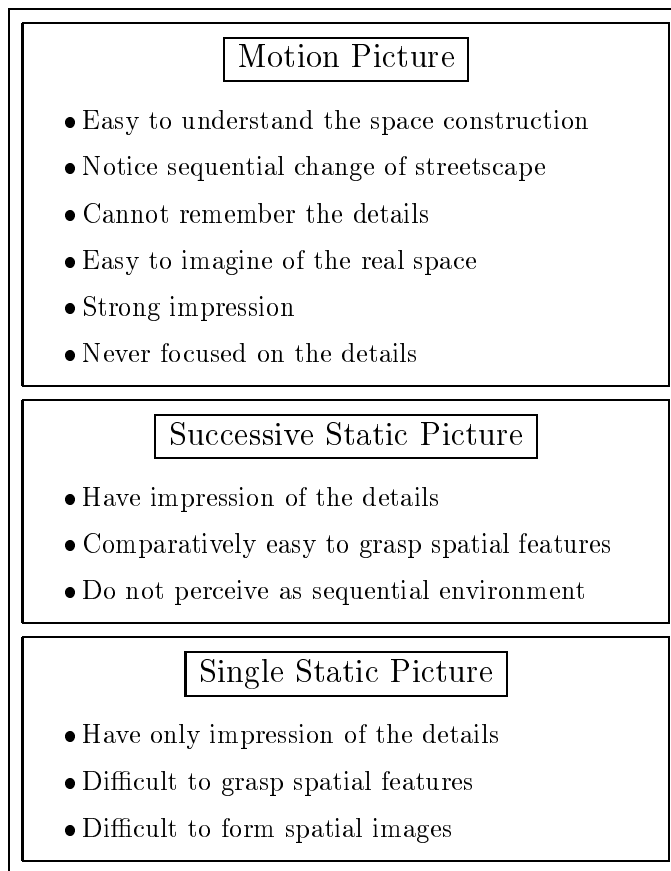 Motion Picture
• Easy to understand the space construction
• Notice sequential change of streetscape
• Cannot remember the details
• Easy to imagine of the real space
• Strong impression
• Never focused on the details
Successive Static Picture
• Have impression of the details
• Comparatively easy to grasp spatial features
• Do not perceive as sequential environment
Single Static Picture
• Have only impression of the details
• Difficult to grasp spatial features
• Difficult to form spatial images